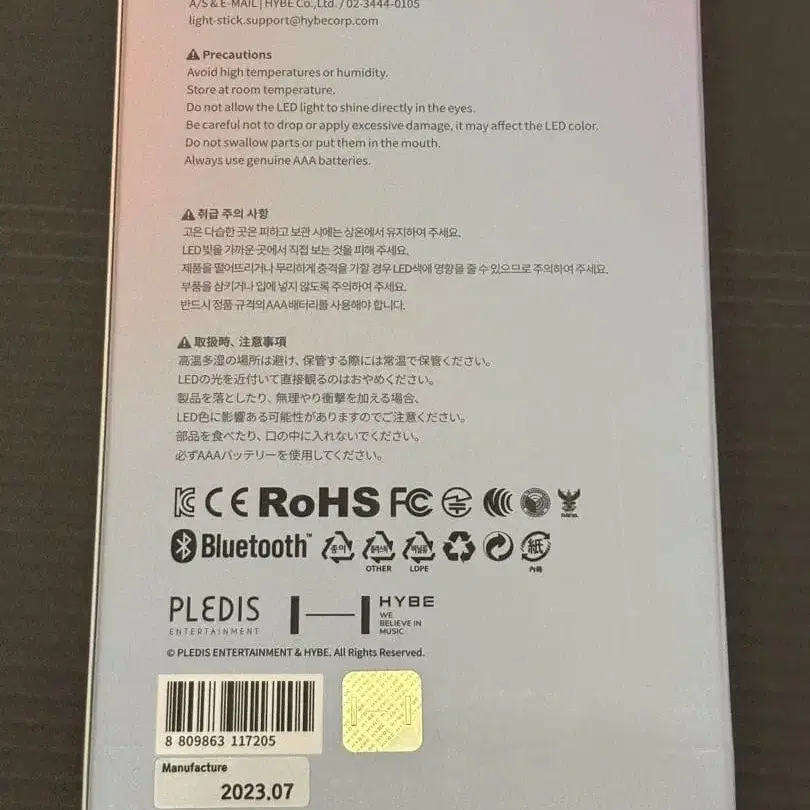 A/S & E-MAIL | HYBE Co.,Ltd. / 02-3444-0105
light-stick.support@hybecorp.com
Precautions
Avoid high temperatures or humidity.
Store at room temperature.
Do not allow the LED light to shine directly in the eyes.
Be careful not to drop or apply excessive damage, it may affect the LED color.
Do not swallow parts or put them in the mouth.
Always use genuine AAA batteries.
취급 주의 사항
고온 다습한 곳은 피하고 보관 시에는 상온에서 유지하여 주세요.
LED빛을 가까운 곳에서 직접 보는 것을 피해 주세요.
제품을 떨어뜨리거나 무리하게 충격을 가할 경우 LED색에 영향을 줄 수 있으므로 주의하여 주세요.
부품을 삼키거나 입에 넣지 않도록 주의하여 주세요.
반드시 정품 규격의 AAA 배터리를 사용해야 합니다.
取扱時、注意事項
高温多湿の場所は避け、保管する際には常温で保管ください。
LEDの光を近付いて直接観るのはおやめください。
製品を落としたり、無理やり衝撃を加える場合、
LED色に影響ある可能性がありますのでご注意ください。
部品を食べたり、口の中に入れないでください。
必ずAAAバッテリーを使用してください。
CE RoHS FC
Bluetooth™ 종이 紙
OTHER LDPE 內盒
PLEDIS
ENTERTAINMENT
HYBE
WE
BELIEVE IN
MUSIC
© PLEDIS ENTERTAINMENT & HYBE. All Rights Reserved.
8 809863 117205
Manufacture
2023.07